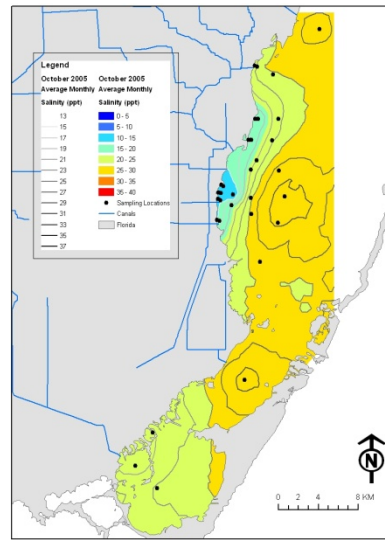 Legend
October 2005 October 2005
Average Monthly Average Monthly
Salinity (ppt) Salinity (ppt)
13 0 - 5
15 5 - 10
17 10 - 15
19 15 - 20
21 20 - 25
23 25 - 30
25 30 - 35
27 35 - 40
29 Sampling Locations
31 Canals
33 Florida
35
37
N
0 2 4 8 KM